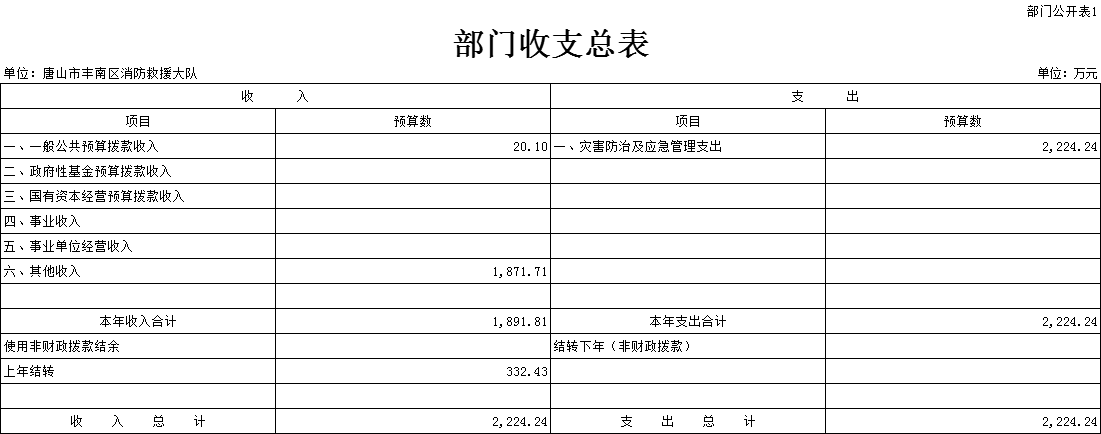 部门公开表1
部门收支总表
单位：唐山市丰南区消防救援大队 单位：万元
收 入 支 出
项目 预算数 项目 预算数
一、一般公共预算拨款收入 20.10 一、灾害防治及应急管理支出 2,224.24
二、政府性基金预算拨款收入
三、国有资本经营预算拨款收入
四、事业收入
五、事业单位经营收入
六、其他收入 1,871.71
本年收入合计 1,891.81 本年支出合计 2,224.24
使用非财政拨款结余 结转下年（非财政拨款）
上年结转 332.43
收 入 总 计 2,224.24 支 出 总 计 2,224.24